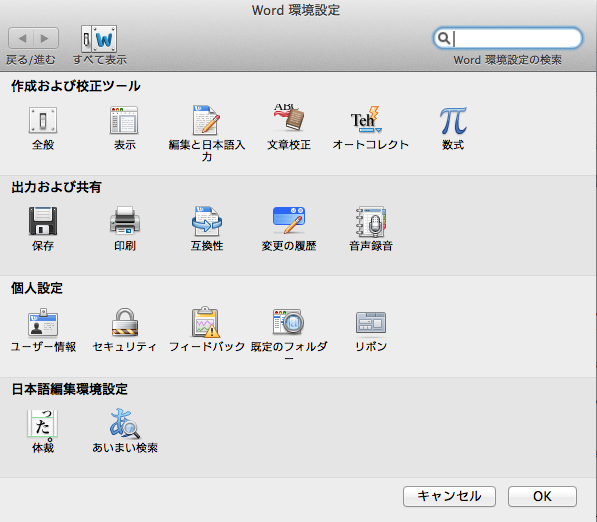 Word 環境設定
戻る/進む
すべて表示
Word 環境設定の検索
作成および校正ツール
全般
表示
編集と日本語入
力
文章校正
オートコレクト
数式
出力および共有
保存
印刷
互換性
変更の履歴
音声録音
個人設定
ユーザー情報
セキュリティ
フィードバック
既定のフォルダ
ー
リボン
日本語編集環境設定
体裁
あいまい検索
キャンセル
OK